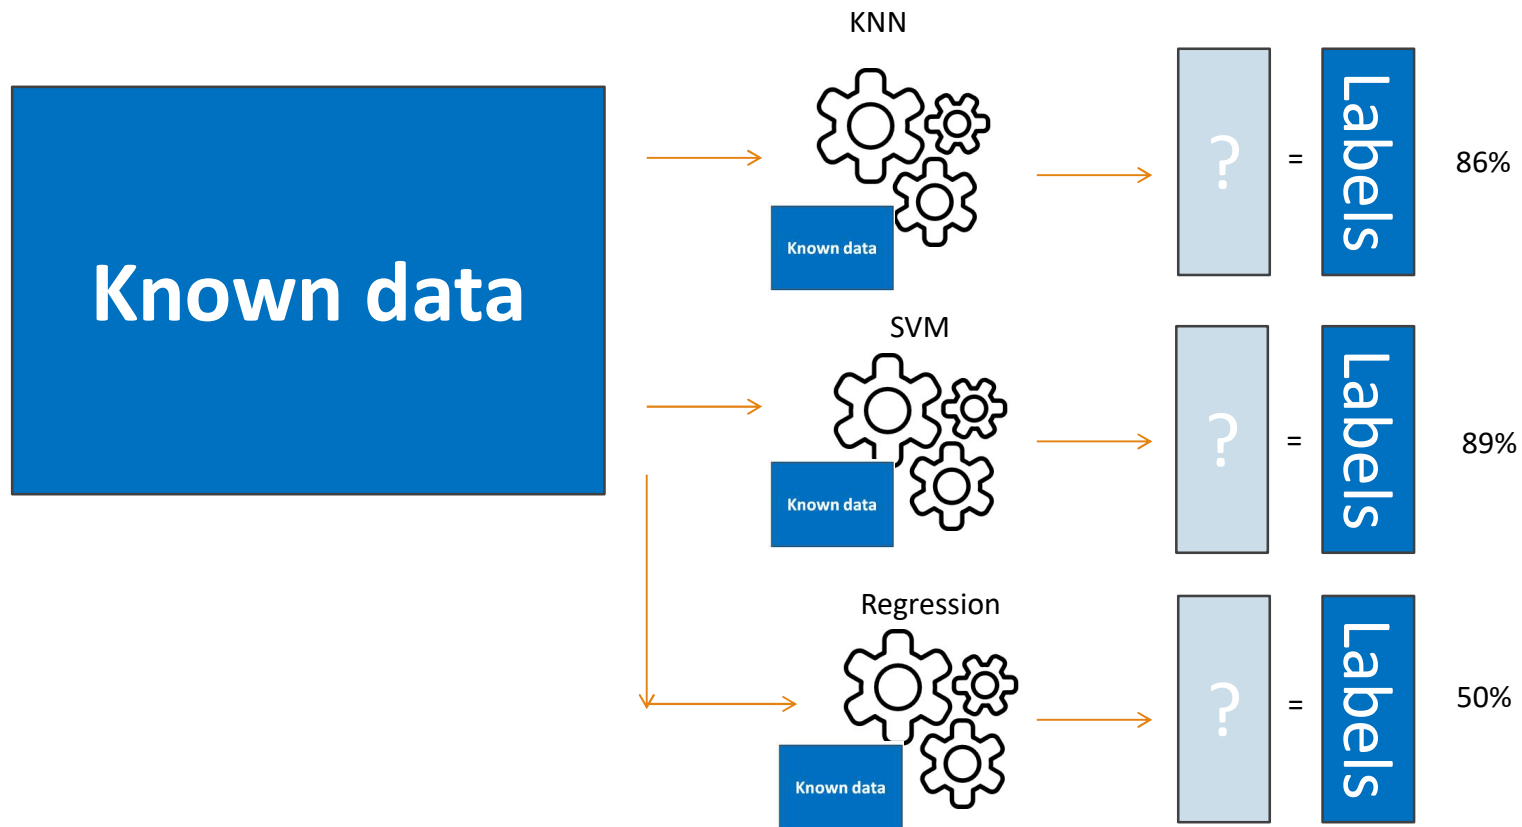 Known data
KNN
Known data
?
=
Labels
86%
SVM
Known data
?
=
Labels
89%
Regression
Known data
?
=
Labels
50%